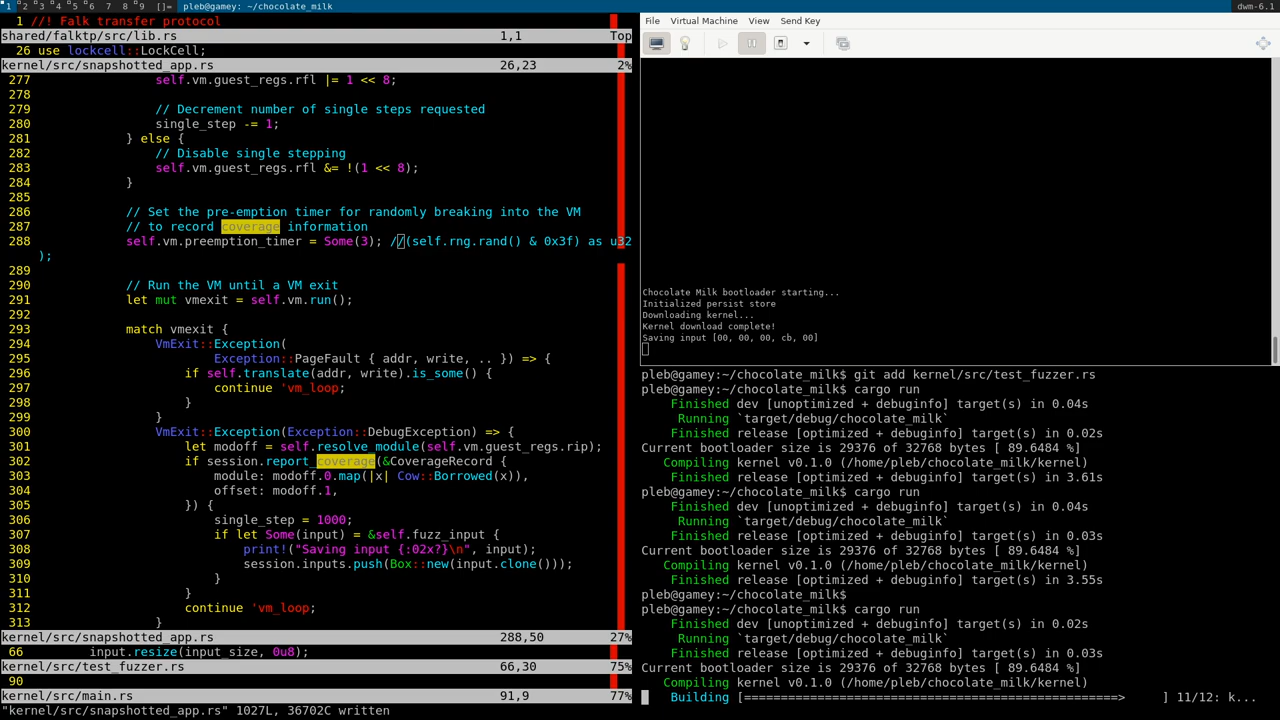 1 2 3 4 5 6 7 8 9 []= pleb@gamey: ~/chocolate_milk dwm-6.1
1 //! Falk transfer protocol
shared/falktp/src/lib.rs 1,1 Top
26 use lockcell::LockCell;
kernel/src/snapshotted_app.rs 26,23 2%
277 self.vm.guest_regs.rfl |= 1 << 8;
278
279 // Decrement number of single steps requested
280 single_step -= 1;
281 } else {
282 // Disable single stepping
283 self.vm.guest_regs.rfl &= !(1 << 8);
284 }
285
286 // Set the pre-emption timer for randomly breaking into the VM
287 // to record coverage information
288 self.vm.preemption_timer = Some(3); //(self.rng.rand() & 0x3f) as u32
);
289
290 // Run the VM until a VM exit
291 let mut vmexit = self.vm.run();
292
293 match vmexit {
294 VmExit::Exception(
295 Exception::PageFault { addr, write, .. }) => {
296 if self.translate(addr, write).is_some() {
297 continue 'vm_loop;
298 }
299 }
300 VmExit::Exception(Exception::DebugException) => {
301 let modoff = self.resolve_module(self.vm.guest_regs.rip);
302 if session.report_coverage(&CoverageRecord {
303 module: modoff.0.map(|x| Cow::Borrowed(x)),
304 offset: modoff.1,
305 }) {
306 single_step = 1000;
307 if let Some(input) = &self.fuzz_input {
308 print!("Saving input {:02x?}\n", input);
309 session.inputs.push(Box::new(input.clone()));
310 }
311 }
312 continue 'vm_loop;
313 }
kernel/src/snapshotted_app.rs 288,50 27%
66 input.resize(input_size, 0u8);
kernel/src/test_fuzzer.rs 66,30 75%
90
kernel/src/main.rs 91,9 77%
"kernel/src/snapshotted_app.rs" 1027L, 36702C written
File Virtual Machine View Send Key
Chocolate Milk bootloader starting...
Initialized persist store
Downloading kernel...
Kernel download complete!
Saving input [00, 00, 00, cb, 00]
pleb@gamey:~/chocolate_milk$ git add kernel/src/test_fuzzer.rs
pleb@gamey:~/chocolate_milk$ cargo run
Finished dev [unoptimized + debuginfo] target(s) in 0.04s
Running `target/debug/chocolate_milk`
Finished release [optimized + debuginfo] target(s) in 0.02s
Current bootloader size is 29376 of 32768 bytes [ 89.6484 %]
Compiling kernel v0.1.0 (/home/pleb/chocolate_milk/kernel)
Finished release [optimized + debuginfo] target(s) in 3.61s
pleb@gamey:~/chocolate_milk$ cargo run
Finished dev [unoptimized + debuginfo] target(s) in 0.04s
Running `target/debug/chocolate_milk`
Finished release [optimized + debuginfo] target(s) in 0.03s
Current bootloader size is 29376 of 32768 bytes [ 89.6484 %]
Compiling kernel v0.1.0 (/home/pleb/chocolate_milk/kernel)
Finished release [optimized + debuginfo] target(s) in 3.55s
pleb@gamey:~/chocolate_milk$
pleb@gamey:~/chocolate_milk$ cargo run
Finished dev [unoptimized + debuginfo] target(s) in 0.02s
Running `target/debug/chocolate_milk`
Finished release [optimized + debuginfo] target(s) in 0.03s
Current bootloader size is 29376 of 32768 bytes [ 89.6484 %]
Compiling kernel v0.1.0 (/home/pleb/chocolate_milk/kernel)
Building [==================================================> ] 11/12: k...